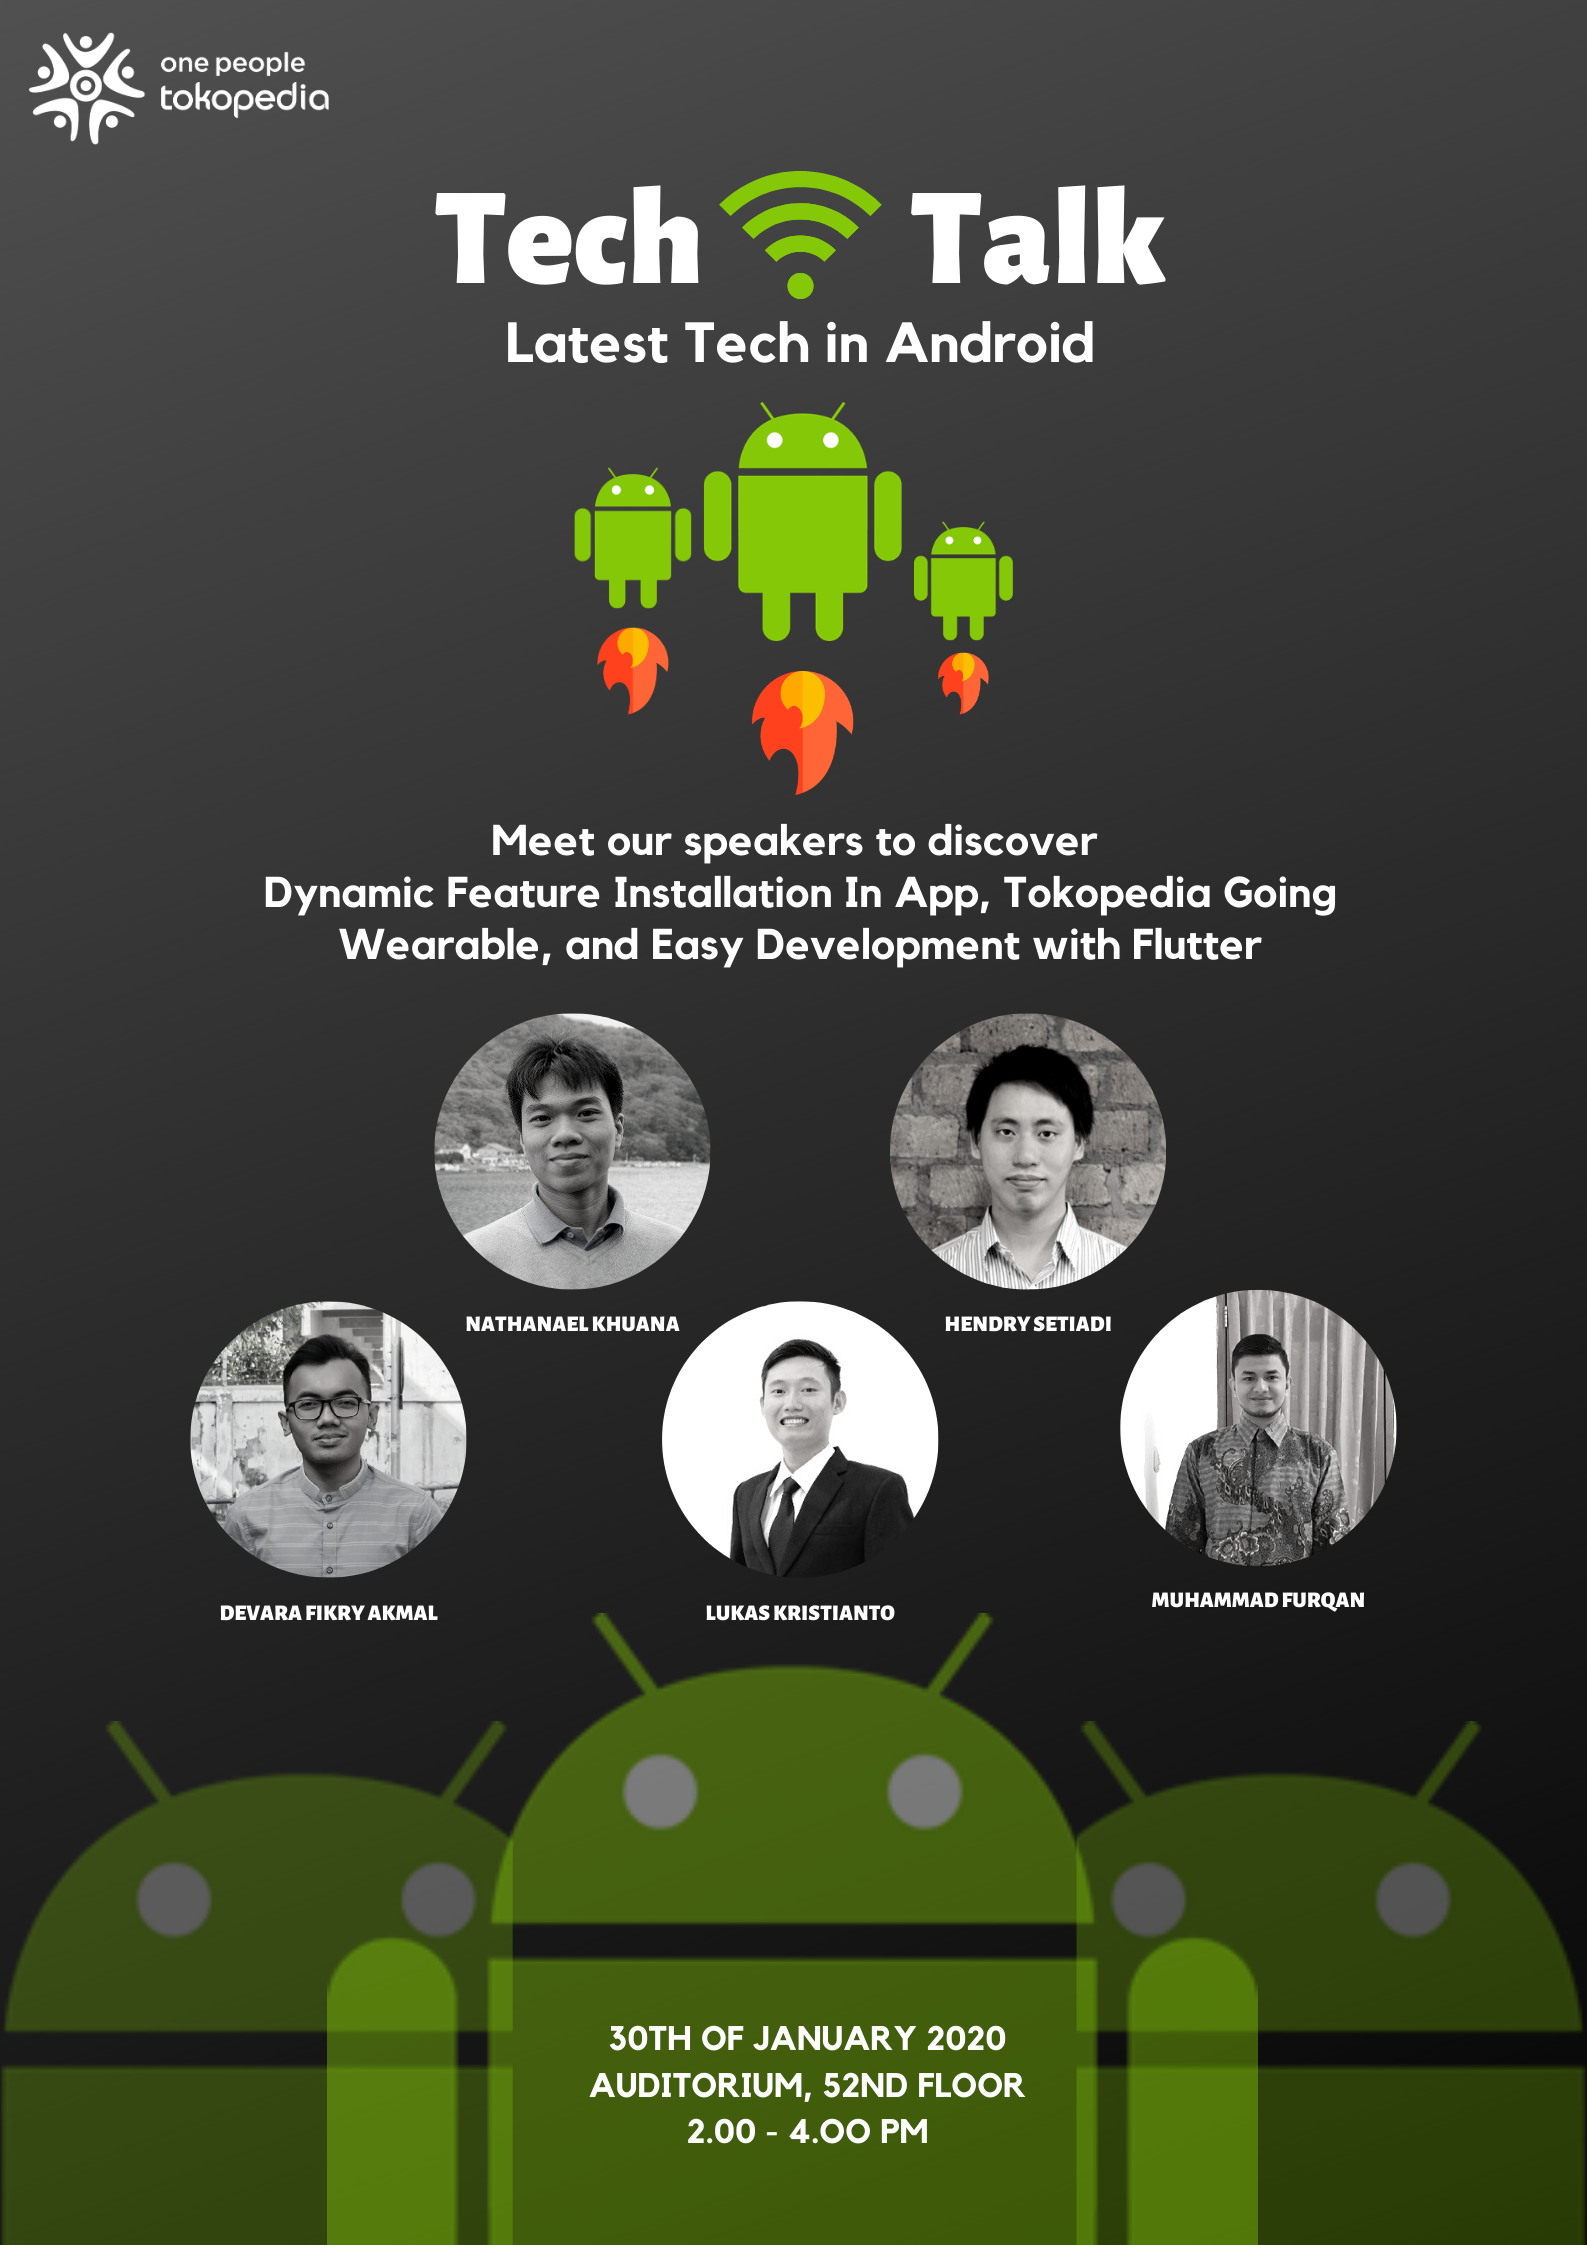 one people
tokopedia
Tech Talk
Latest Tech in Android
Meet our speakers to discover
Dynamic Feature Installation In App, Tokopedia Going
Wearable, and Easy Development with Flutter
NATHANAEL KHUANA
HENDRY SETIADI
DEVARA FIKRY AKMAL
LUKAS KRISTIANTO
MUHAMMAD FURQAN
30TH OF JANUARY 2020
AUDITORIUM, 52ND FLOOR
2.00 - 4.00 PM